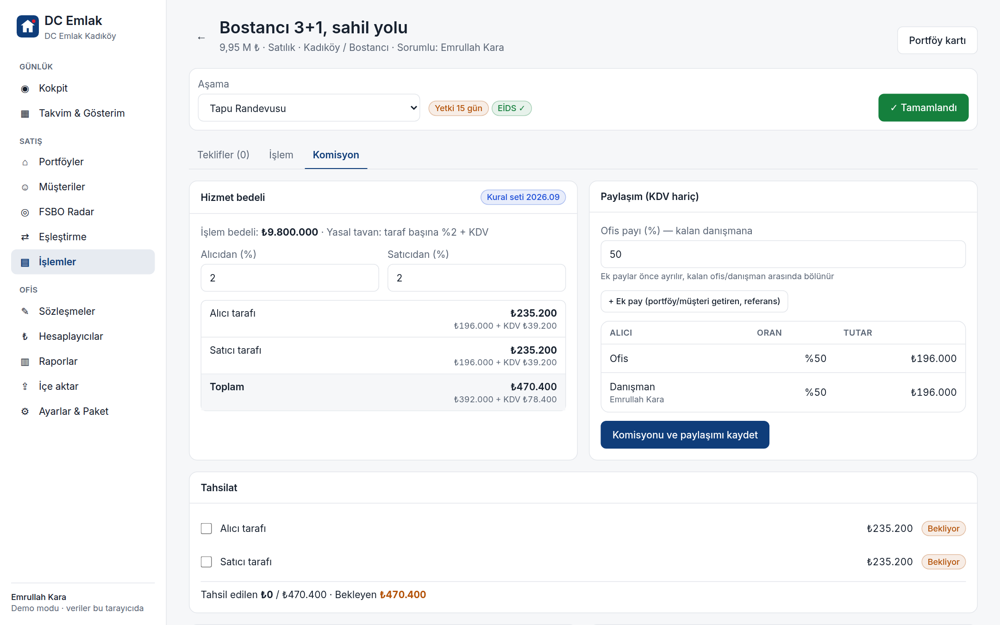 DC Emlak
DC Emlak Kadıköy
GÜNLÜK
Kokpit
Takvim & Gösterim
SATIŞ
Portföyler
Müşteriler
FSBO Radar
Eşleştirme
İşlemler
OFİS
Sözleşmeler
₺ Hesaplayıcılar
Raporlar
İçe aktar
Ayarlar & Paket
Emrullah Kara
Demo modu · veriler bu tarayıcıda
← Bostancı 3+1, sahil yolu
9,95 M ₺ · Satılık · Kadıköy / Bostancı · Sorumlu: Emrullah Kara
Portföy kartı
Aşama
Tapu Randevusu
Yetki 15 gün
EİDS ✓
✓ Tamamlandı
Teklifler (0)
İşlem
Komisyon
Hizmet bedeli
Kural seti 2026.09
İşlem bedeli: ₺9.800.000 · Yasal tavan: taraf başına %2 + KDV
Alıcıdan (%)
Satıcıdan (%)
2
2
Alıcı tarafı ₺235.200
₺196.000 + KDV ₺39.200
Satıcı tarafı ₺235.200
₺196.000 + KDV ₺39.200
Toplam ₺470.400
₺392.000 + KDV ₺78.400
Paylaşım (KDV hariç)
Ofis payı (%) — kalan danışmana
50
Ek paylar önce ayrılır, kalan ofis/danışman arasında bölünür
+ Ek pay (portföy/müşteri getiren, referans)
ALICI ORAN TUTAR
Ofis %50 ₺196.000
Danışman %50 ₺196.000
Emrullah Kara
Komisyonu ve paylaşımı kaydet
Tahsilat
Alıcı tarafı ₺235.200 Bekliyor
Satıcı tarafı ₺235.200 Bekliyor
Tahsil edilen ₺0 / ₺470.400 · Bekleyen ₺470.400